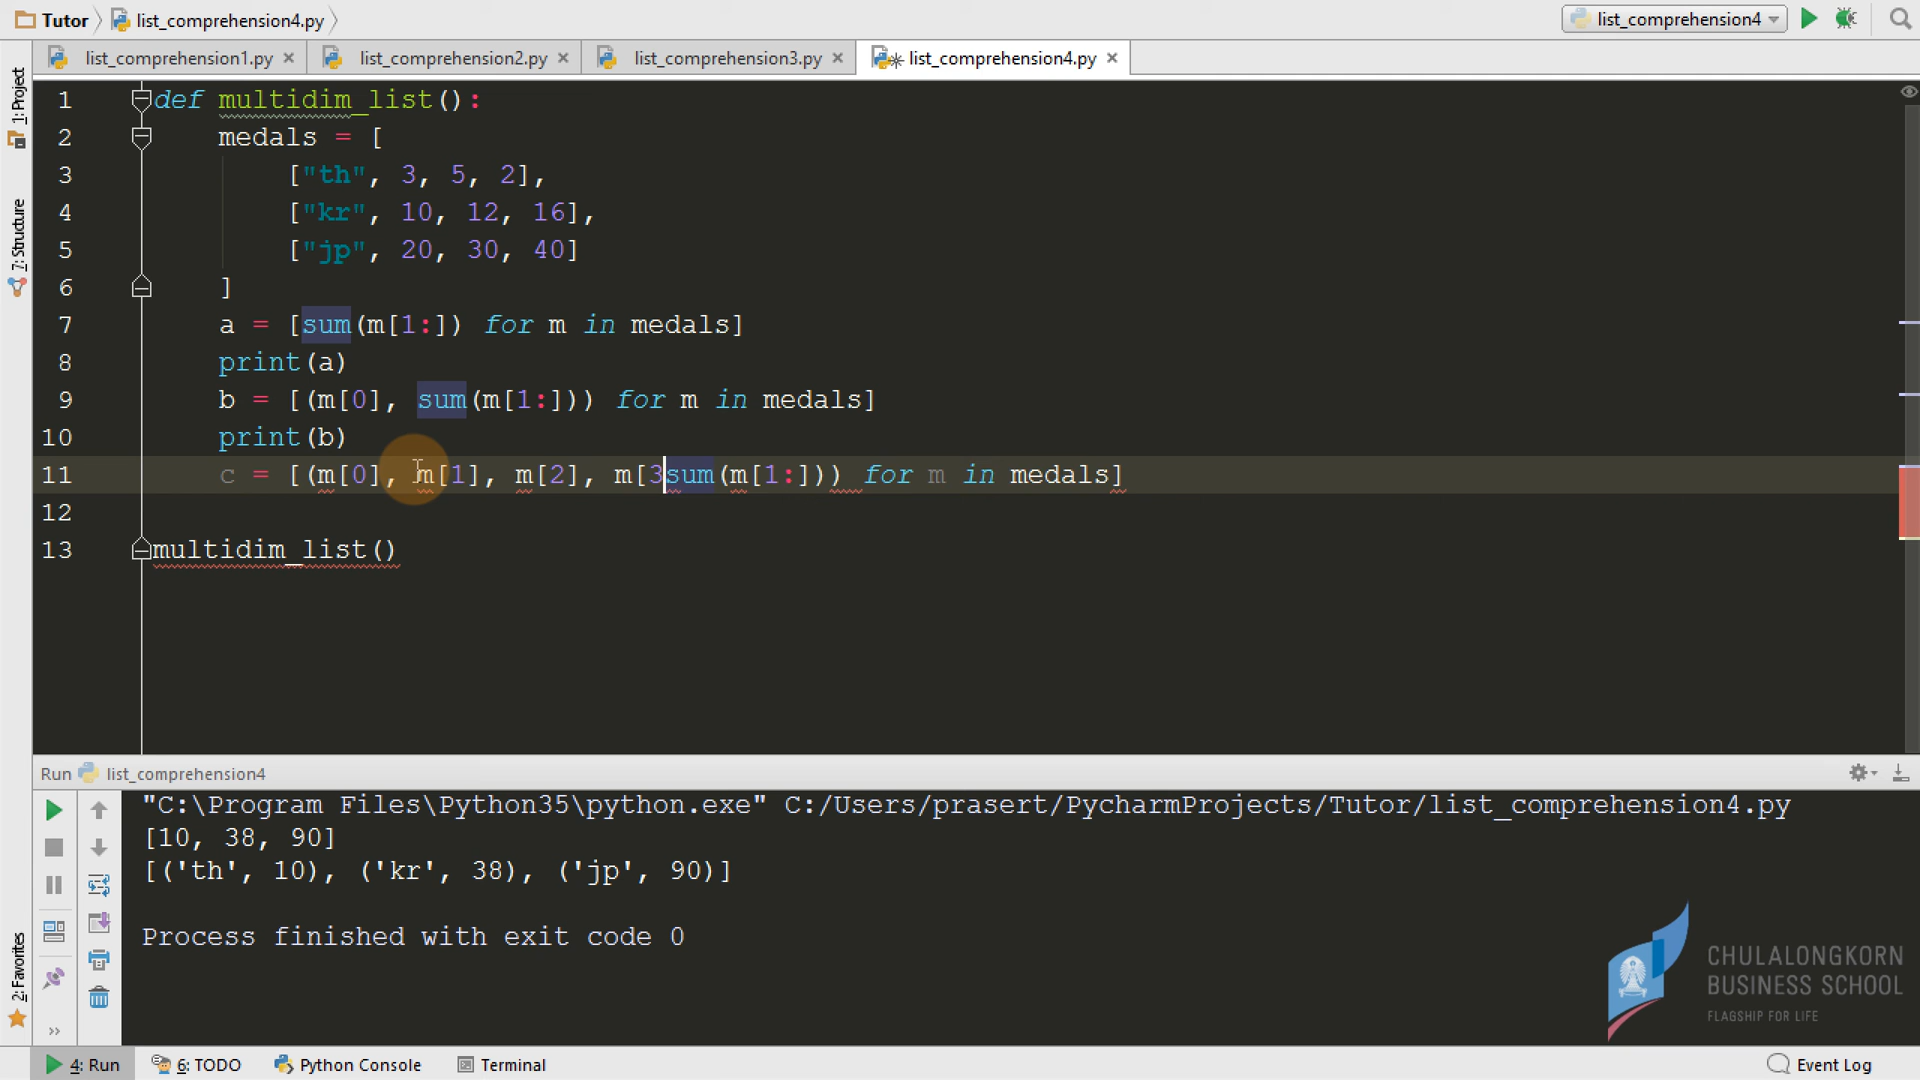 Tutor list_comprehension4.py list_comprehension4
list_comprehension1.py list_comprehension2.py list_comprehension3.py list_comprehension4.py
1: Project
7: Structure
2: Favorites
1 def multidim_list():
2 medals = [
3 ["th", 3, 5, 2],
4 ["kr", 10, 12, 16],
5 ["jp", 20, 30, 40]
6 ]
7 a = [sum(m[1:]) for m in medals]
8 print(a)
9 b = [(m[0], sum(m[1:])) for m in medals]
10 print(b)
11 c = [(m[0], m[1], m[2], m[3sum(m[1:])) for m in medals]
12
13 multidim_list()
Run list_comprehension4
"C:\Program Files\Python35\python.exe" C:/Users/prasert/PycharmProjects/Tutor/list_comprehension4.py
[10, 38, 90]
[('th', 10), ('kr', 38), ('jp', 90)]
Process finished with exit code 0
CHULALONGKORN
BUSINESS SCHOOL
FLAGSHIP FOR LIFE
4: Run 6: TODO Python Console Terminal Event Log